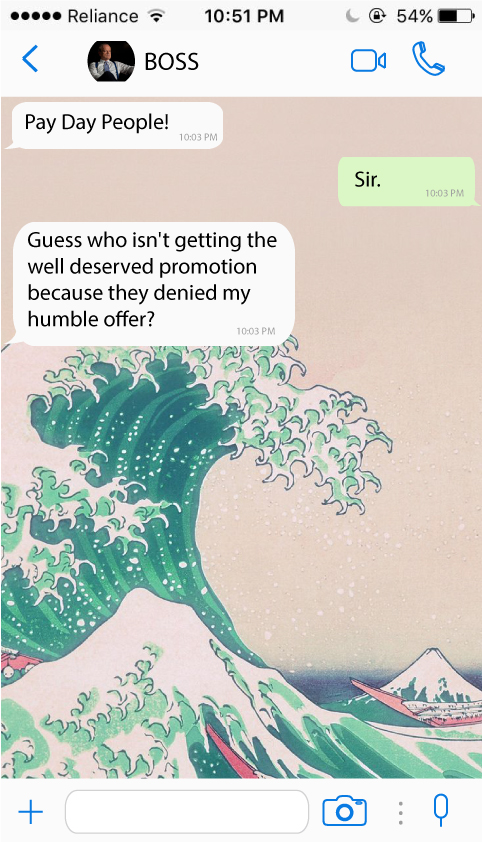 Reliance 10:51 PM 54%
BOSS
Pay Day People!
10:03 PM
Sir.
10:03 PM
Guess who isn't getting the
well deserved promotion
because they denied my
humble offer?
10:03 PM